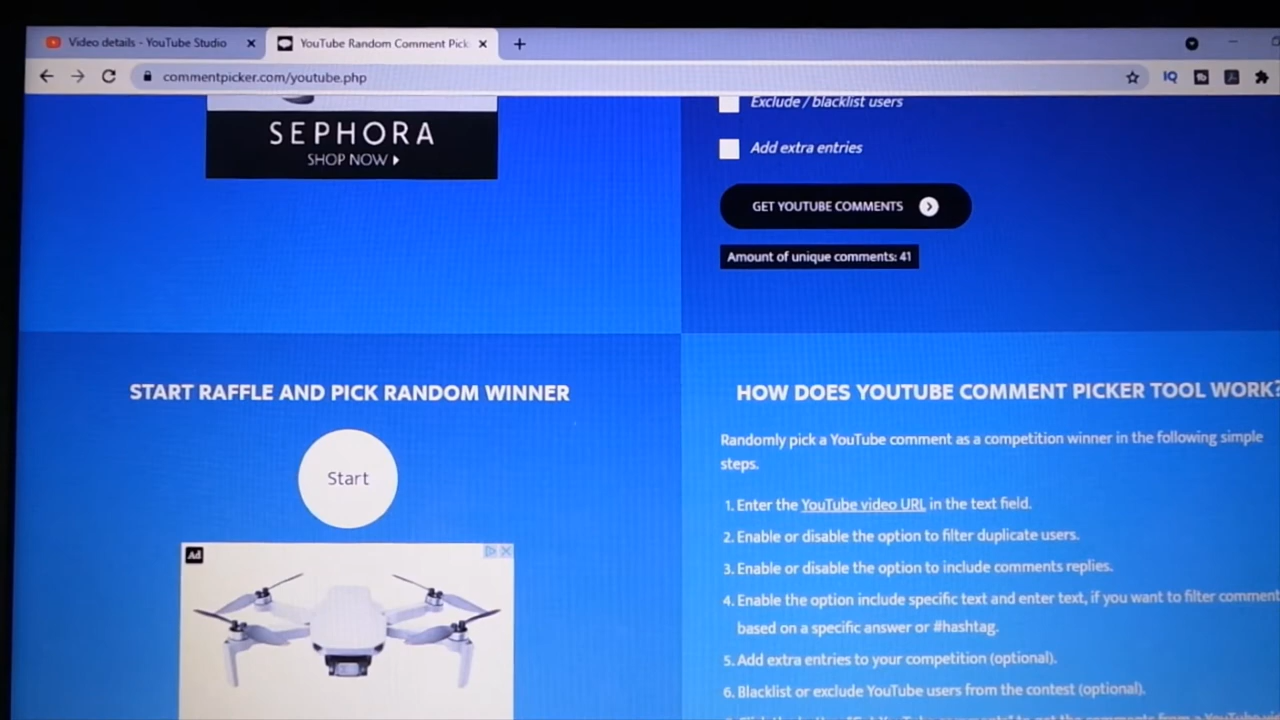 Video details - YouTube Studio
YouTube Random Comment Pick
commentpicker.com/youtube.php
IQ
SEPHORA
SHOP NOW
Exclude / blacklist users
Add extra entries
GET YOUTUBE COMMENTS
Amount of unique comments: 41
START RAFFLE AND PICK RANDOM WINNER
Start
Ad
HOW DOES YOUTUBE COMMENT PICKER TOOL WORK?
Randomly pick a YouTube comment as a competition winner in the following simple
steps.
1. Enter the YouTube video URL in the text field.
2. Enable or disable the option to filter duplicate users.
3. Enable or disable the option to include comments replies.
4. Enable the option include specific text and enter text, if you want to filter comment
based on a specific answer or #hashtag.
5. Add extra entries to your competition (optional).
6. Blacklist or exclude YouTube users from the contest (optional).